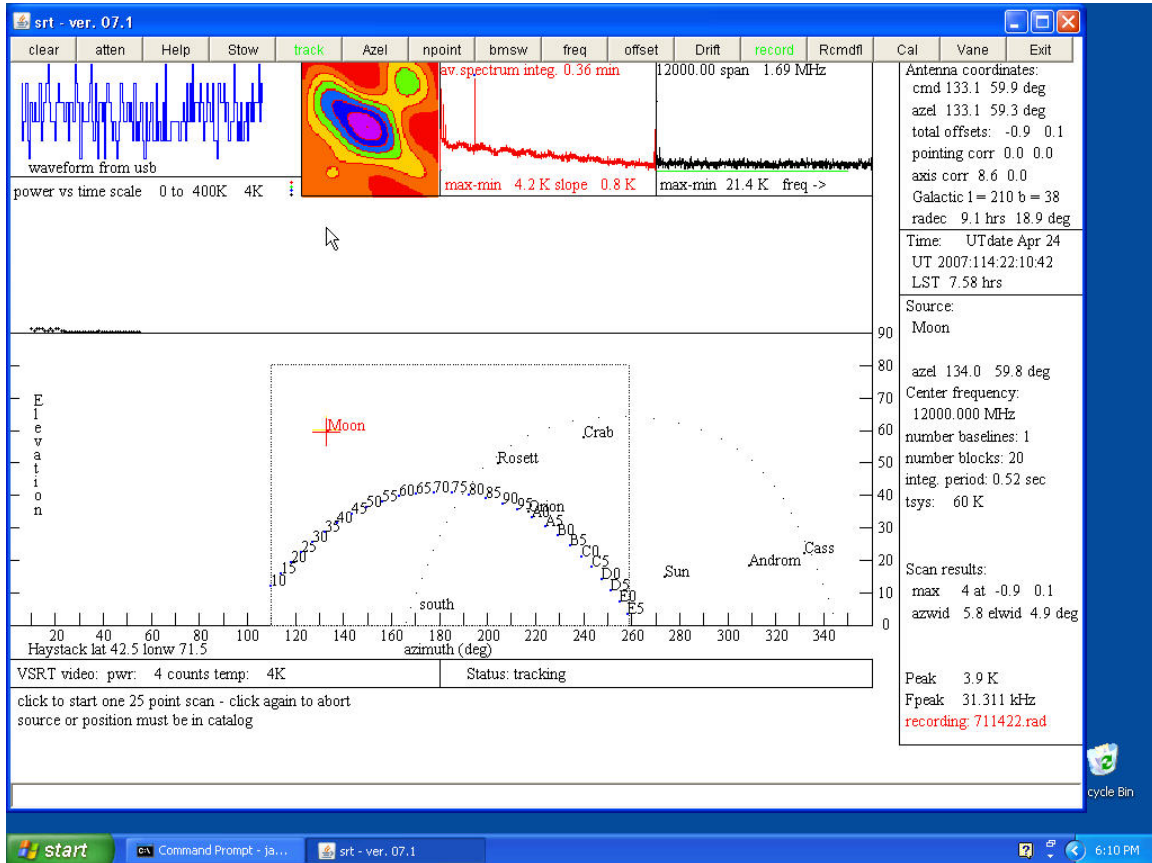 srt - ver. 07.1
clear atten Help Stow track Azel npoint bmsw freq offset Drift record Rcmdfl Cal Vane Exit
waveform from usb
av.spectrum integ. 0.36 min
12000.00 span 1.69 MHz
power vs time scale 0 to 400K 4K
max-min 4.2 K slope 0.8 K
max-min 21.4 K freq ->
Antenna coordinates:
cmd 133.1 59.9 deg
azel 133.1 59.3 deg
total offsets: -0.9 0.1
pointing corr 0.0 0.0
axis corr 8.6 0.0
Galactic l = 210 b = 38
radec 9.1 hrs 18.9 deg
Time: UTdate Apr 24
UT 2007:114:22:10:42
LST 7.58 hrs
Source:
Moon
azel 134.0 59.8 deg
Center frequency:
12000.000 MHz
number baselines: 1
number blocks: 20
integ. period: 0.52 sec
tsys: 60 K
Scan results:
max 4 at -0.9 0.1
azwid 5.8 elwid 4.9 deg
Peak 3.9 K
Fpeak 31.311 kHz
recording: 711422.rad
90
80
70
60
50
40
30
20
10
0
Elevation
Moon
Crab
Rosett
Orion
Cass
Androm
Sun
10 15 20 25 30 35 40 45 50 55 60 65 70 75 80 85 90 95 A0 A5 B0 B5 C0 C5 D0 D5 E0 E5
south
20 40 60 80 100 120 140 160 180 200 220 240 260 280 300 320 340
Haystack lat 42.5 lonw 71.5
azimuth (deg)
VSRT video: pwr: 4 counts temp: 4K
Status: tracking
click to start one 25 point scan - click again to abort
source or position must be in catalog
cycle Bin
start
Command Prompt - ja...
srt - ver. 07.1
6:10 PM